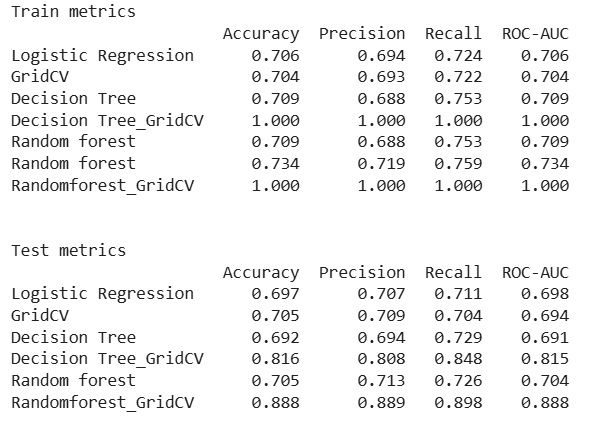 Train metrics
Accuracy Precision Recall ROC-AUC
Logistic Regression 0.706 0.694 0.724 0.706
GridCV 0.704 0.693 0.722 0.704
Decision Tree 0.709 0.688 0.753 0.709
Decision Tree_GridCV 1.000 1.000 1.000 1.000
Random forest 0.709 0.688 0.753 0.709
Random forest 0.734 0.719 0.759 0.734
Randomforest_GridCV 1.000 1.000 1.000 1.000
Test metrics
Accuracy Precision Recall ROC-AUC
Logistic Regression 0.697 0.707 0.711 0.698
GridCV 0.705 0.709 0.704 0.694
Decision Tree 0.692 0.694 0.729 0.691
Decision Tree_GridCV 0.816 0.808 0.848 0.815
Random forest 0.705 0.713 0.726 0.704
Randomforest_GridCV 0.888 0.889 0.898 0.888